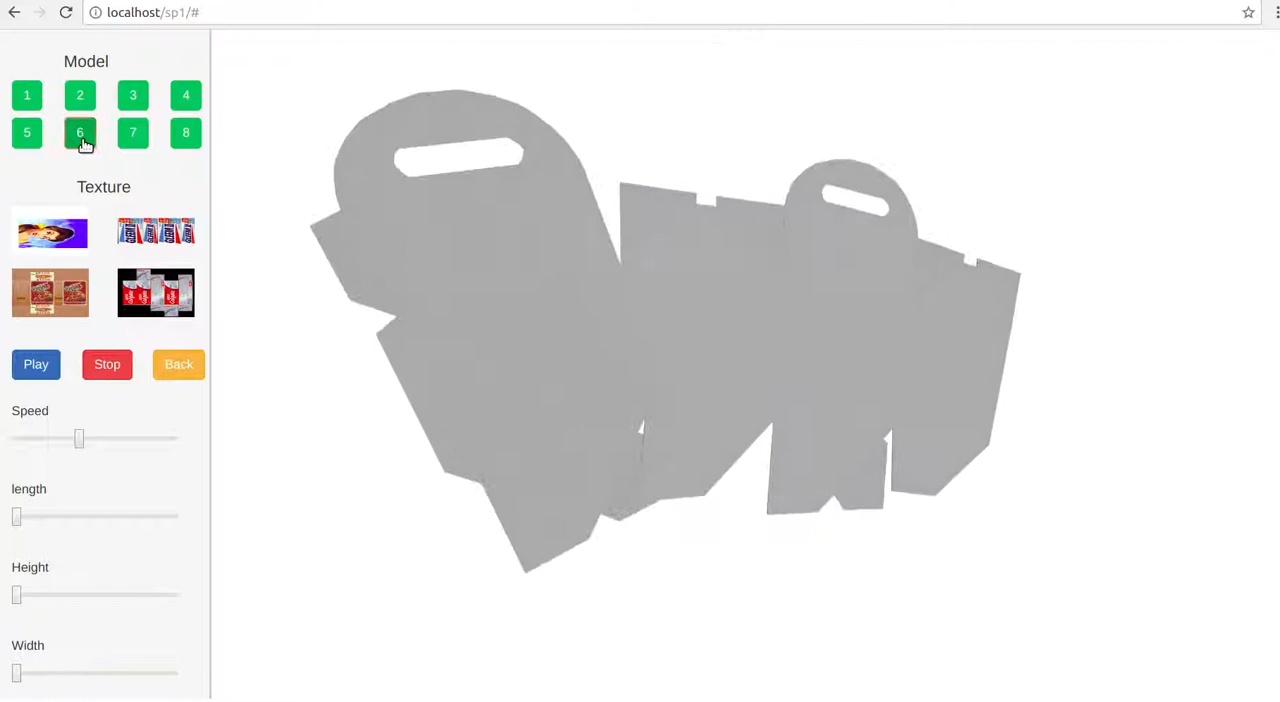 localhost/sp1/#
Model
1 2 3 4
5 6 7 8
Texture
Play Stop Back
Speed
length
Height
Width